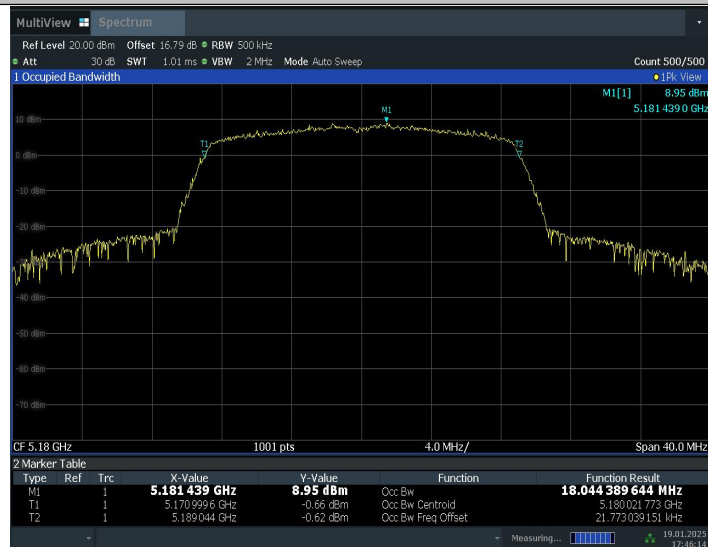 MultiView Spectrum
Ref Level 20.00 dBm Offset 16.79 dB RBW 500 kHz
Att 30 dB SWT 1.01 ms VBW 2 MHz Mode Auto Sweep Count 500/500
1 Occupied Bandwidth 1Pk View
M1[1] 8.95 dBm
5.181 439 0 GHz
M1
10 dBm
T1
T2
0 dBm
-10 dBm
-20 dBm
-40 dBm
-50 dBm
-60 dBm
-70 dBm
CF 5.18 GHz 1001 pts 4.0 MHz/ Span 40.0 MHz
2 Marker Table
Type Ref Trc X-Value Y-Value Function Function Result
M1 1 5.181 439 GHz 8.95 dBm Occ Bw 18.044 389 644 MHz
T1 1 5.170 999 6 GHz -0.66 dBm Occ Bw Centroid 5.180 021 773 GHz
T2 1 5.189 044 GHz -0.62 dBm Occ Bw Freq Offset 21.773 039 151 kHz
Measuring... 19.01.2025
17:46:14